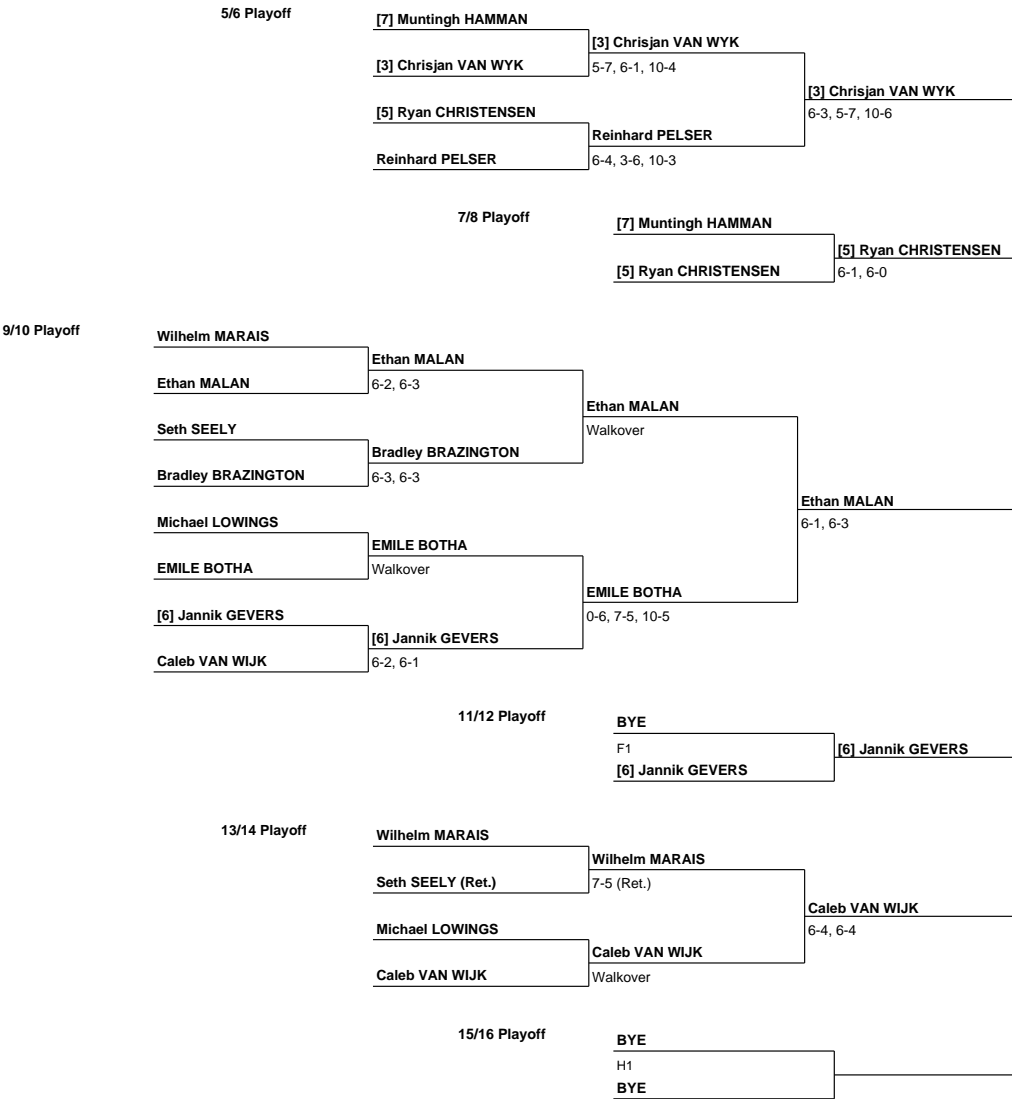 5/6 Playoff
[7] Muntingh HAMMAN
[3] Chrisjan VAN WYK
[3] Chrisjan VAN WYK
5-7, 6-1, 10-4
[3] Chrisjan VAN WYK
6-3, 5-7, 10-6
[5] Ryan CHRISTENSEN
Reinhard PELSER
Reinhard PELSER
6-4, 3-6, 10-3
7/8 Playoff
[7] Muntingh HAMMAN
[5] Ryan CHRISTENSEN
[5] Ryan CHRISTENSEN
6-1, 6-0
9/10 Playoff
Wilhelm MARAIS
Ethan MALAN
Ethan MALAN
6-2, 6-3
Ethan MALAN
Walkover
Seth SEELY
Bradley BRAZINGTON
Bradley BRAZINGTON
6-3, 6-3
Ethan MALAN
6-1, 6-3
Michael LOWINGS
EMILE BOTHA
EMILE BOTHA
Walkover
EMILE BOTHA
0-6, 7-5, 10-5
[6] Jannik GEVERS
[6] Jannik GEVERS
Caleb VAN WIJK
6-2, 6-1
11/12 Playoff
BYE
F1
[6] Jannik GEVERS
[6] Jannik GEVERS
13/14 Playoff
Wilhelm MARAIS
Wilhelm MARAIS
Seth SEELY (Ret.)
7-5 (Ret.)
Caleb VAN WIJK
6-4, 6-4
Michael LOWINGS
Caleb VAN WIJK
Caleb VAN WIJK
Walkover
15/16 Playoff
BYE
H1
BYE